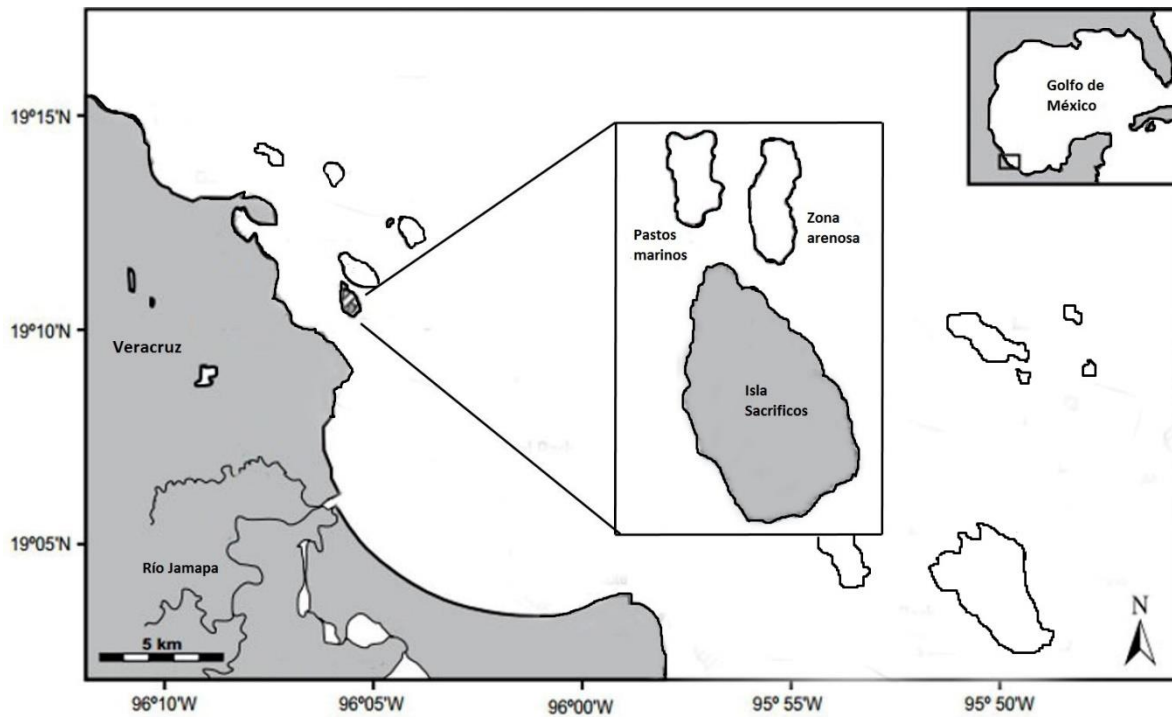 Golfo de
México
19º15'N
Pastos
marinos
Zona
arenosa
19º10'N
Veracruz
Isla
Sacrificos
19º05'N
Río Jamapa
5 km
N
96º10'W
96º05'W
96º00'W
95º 55'W
95º 50'W